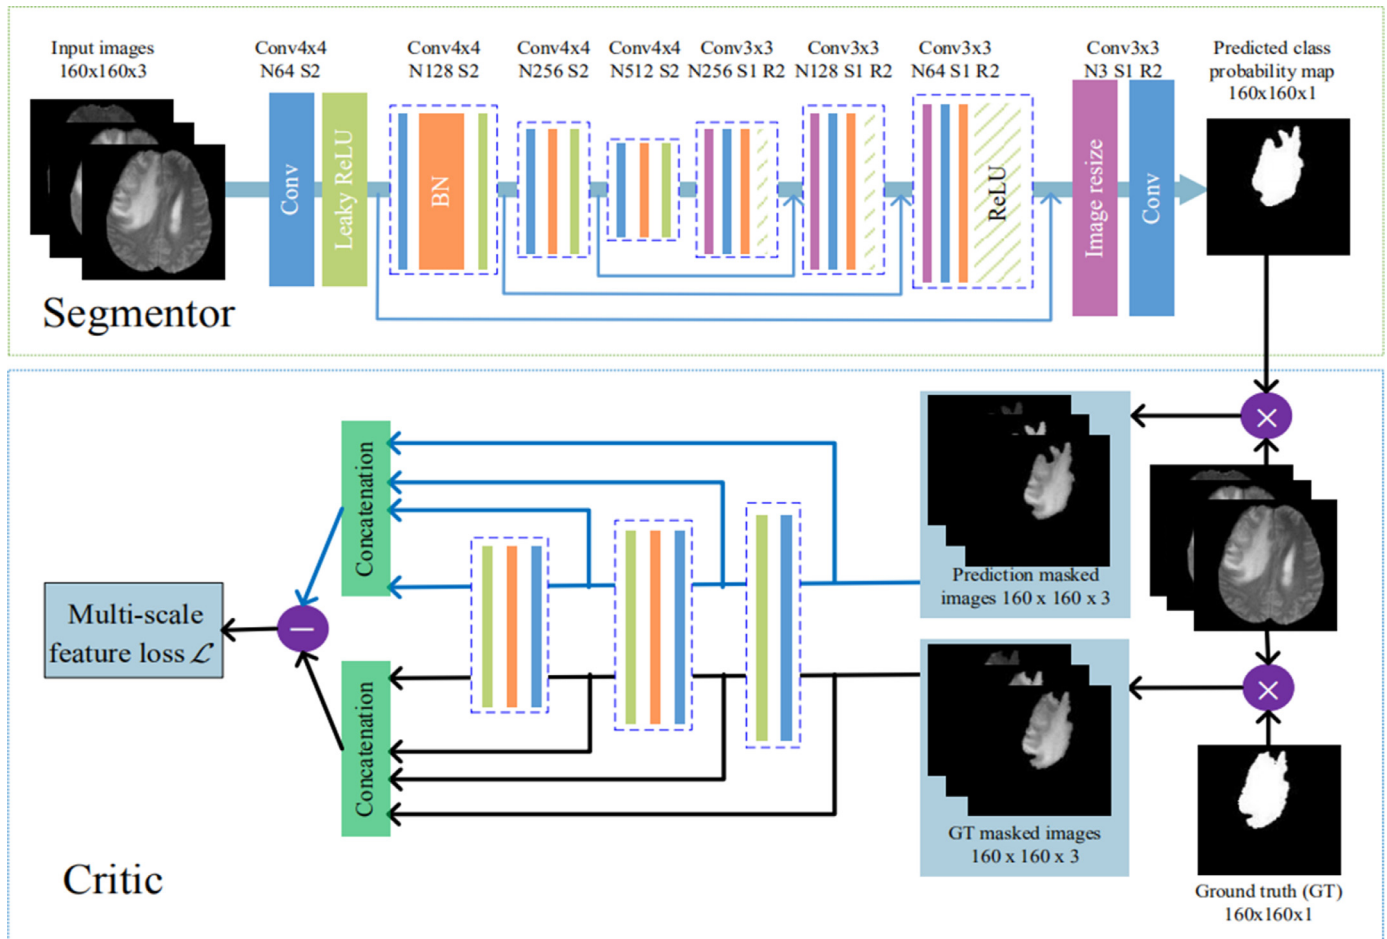 Input images
160x160x3
Conv4x4
N64 S2
Conv4x4
N128 S2
Conv4x4
N256 S2
Conv4x4
N512 S2
Conv3x3
N256 S1 R2
Conv3x3
N128 S1 R2
Conv3x3
N64 S1 R2
Conv3x3
N3 S1 R2
Predicted class
probability map
160x160x1
Conv
Leaky ReLU
BN
ReLU
Image resize
Conv
Segmentor
Concatenation
Prediction masked
images 160 x 160 x 3
Multi-scale
feature loss ℒ
Concatenation
GT masked images
160 x 160 x 3
Ground truth (GT)
160x160x1
Critic